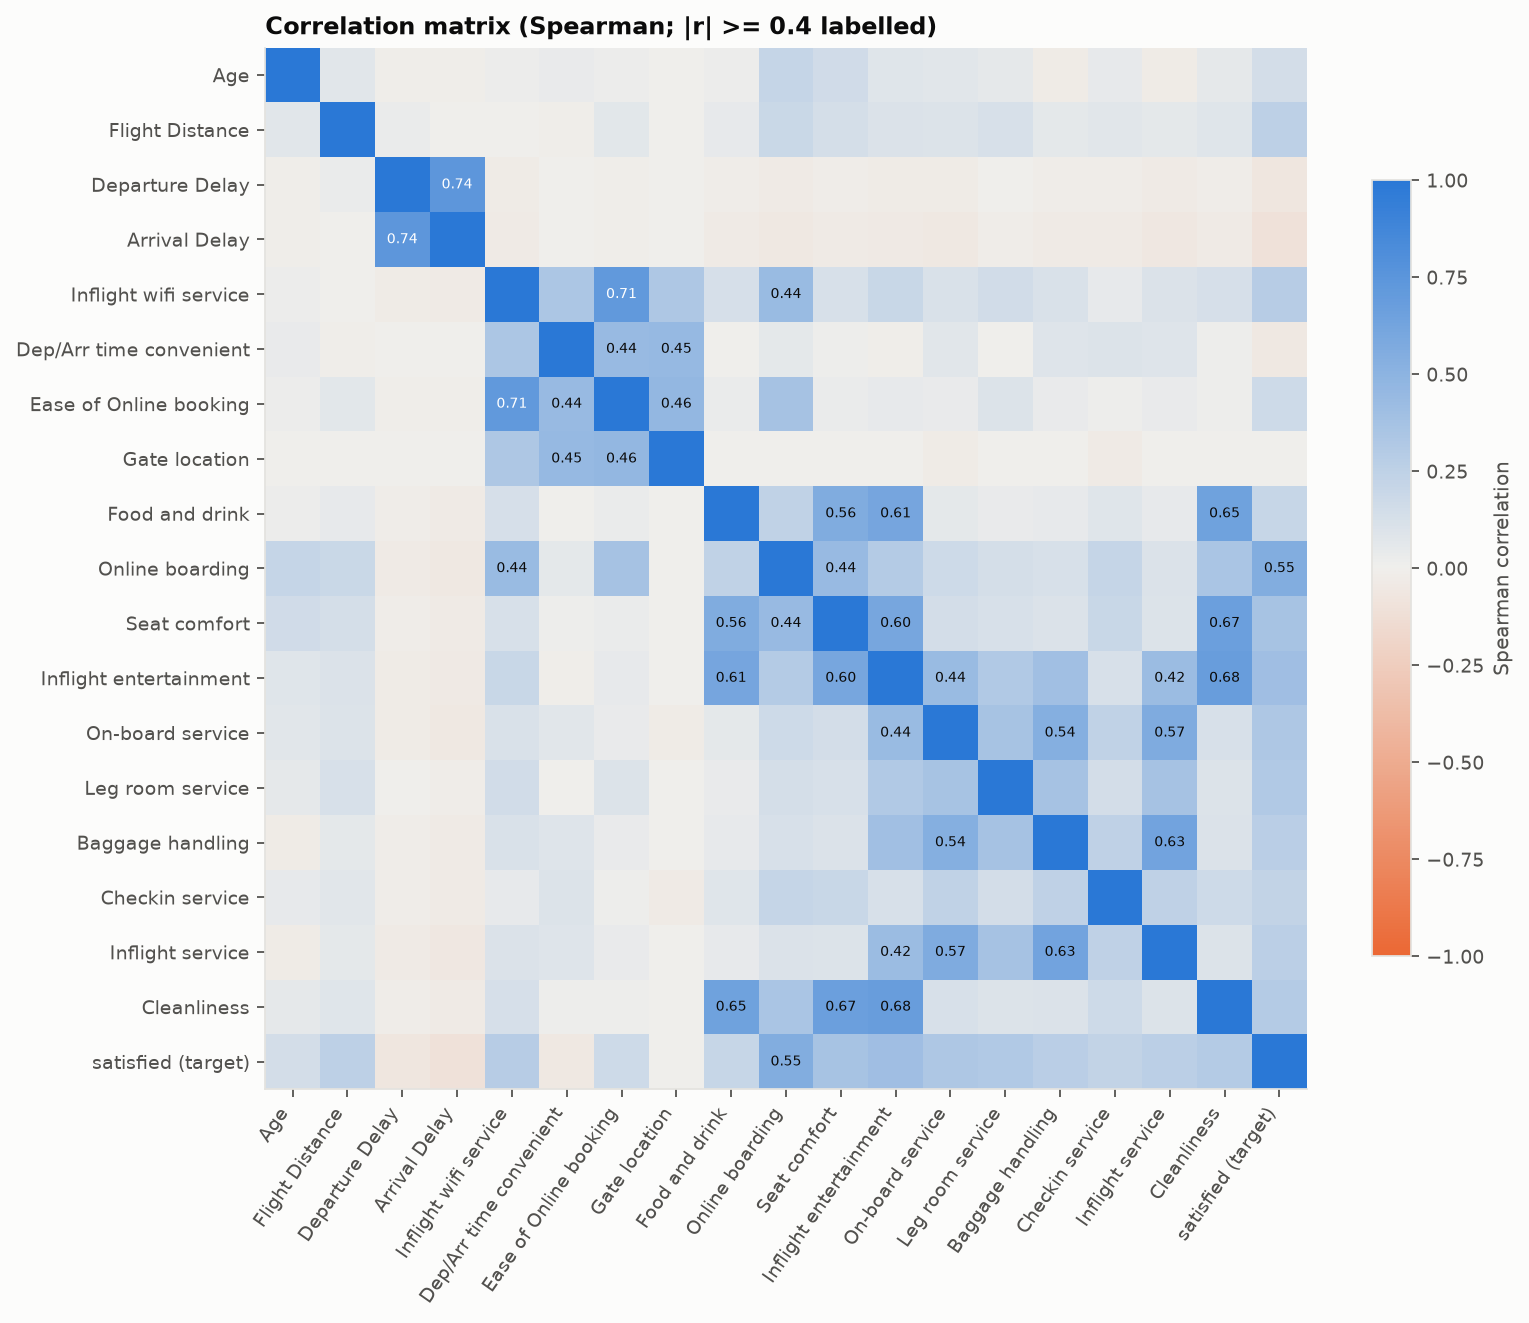 Correlation matrix (Spearman; |r| >= 0.4 labelled)
Age
Flight Distance
Departure Delay 0.74
Arrival Delay 0.74
Inflight wifi service 0.71 0.44
Dep/Arr time convenient 0.44 0.45
Ease of Online booking 0.71 0.44 0.46
Gate location 0.45 0.46
Food and drink 0.56 0.61 0.65
Online boarding 0.44 0.44 0.55
Seat comfort 0.56 0.44 0.60 0.67
Inflight entertainment 0.61 0.60 0.44 0.42 0.68
On-board service 0.44 0.54 0.57
Leg room service
Baggage handling 0.54 0.63
Checkin service
Inflight service 0.42 0.57 0.63
Cleanliness 0.65 0.67 0.68
satisfied (target) 0.55
Age
Flight Distance
Departure Delay
Arrival Delay
Inflight wifi service
Dep/Arr time convenient
Ease of Online booking
Gate location
Food and drink
Online boarding
Seat comfort
Inflight entertainment
On-board service
Leg room service
Baggage handling
Checkin service
Inflight service
Cleanliness
satisfied (target)
1.00
0.75
0.50
0.25
0.00
−0.25
−0.50
−0.75
−1.00
Spearman correlation